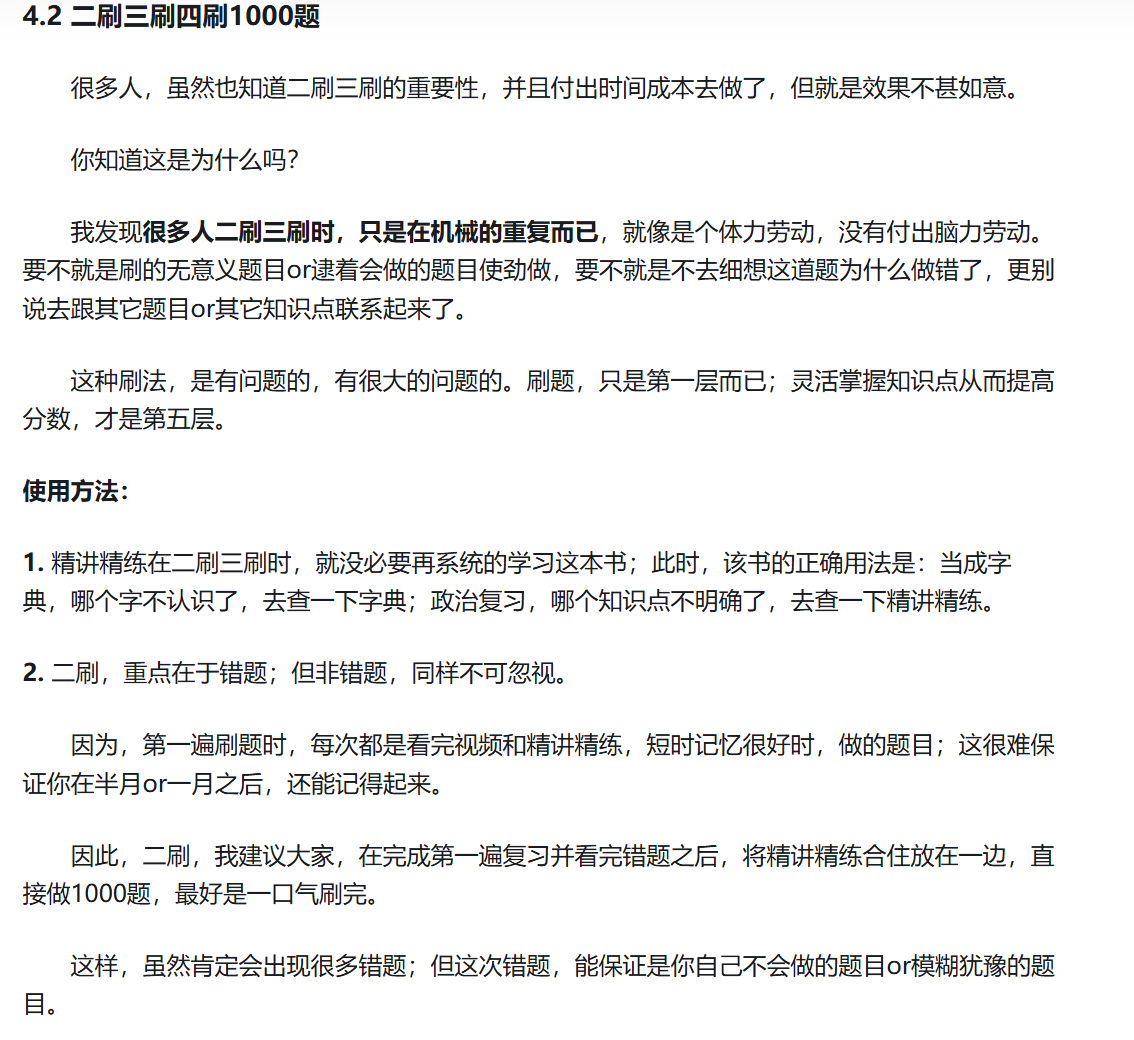 4.2 二刷三刷四刷1000题
很多人，虽然也知道二刷三刷的重要性，并且付出时间成本去做了，但就是效果不甚如意。
你知道这是为什么吗？
我发现很多人二刷三刷时，只是在机械的重复而已，就像是个体力劳动，没有付出脑力劳动。
要不就是刷的无意义题目or逮着会做的题目使劲做，要不就是不去细想这道题为什么做错了，更别
说去跟其它题目or其它知识点联系起来了。
这种刷法，是有问题的，有很大的问题的。刷题，只是第一层而已；灵活掌握知识点从而提高
分数，才是第五层。
使用方法：
1. 精讲精练在二刷三刷时，就没必要再系统的学习这本书；此时，该书的正确用法是：当成字
典，哪个字不认识了，去查一下字典；政治复习，哪个知识点不明确了，去查一下精讲精练。
2. 二刷，重点在于错题；但非错题，同样不可忽视。
因为，第一遍刷题时，每次都是看完视频和精讲精练，短时记忆很好时，做的题目；这很难保
证你在半月or一月之后，还能记得起来。
因此，二刷，我建议大家，在完成第一遍复习并看完错题之后，将精讲精练合住放在一边，直
接做1000题，最好是一口气刷完。
这样，虽然肯定会出现很多错题；但这次错题，能保证是你自己不会做的题目or模糊犹豫的题
目。